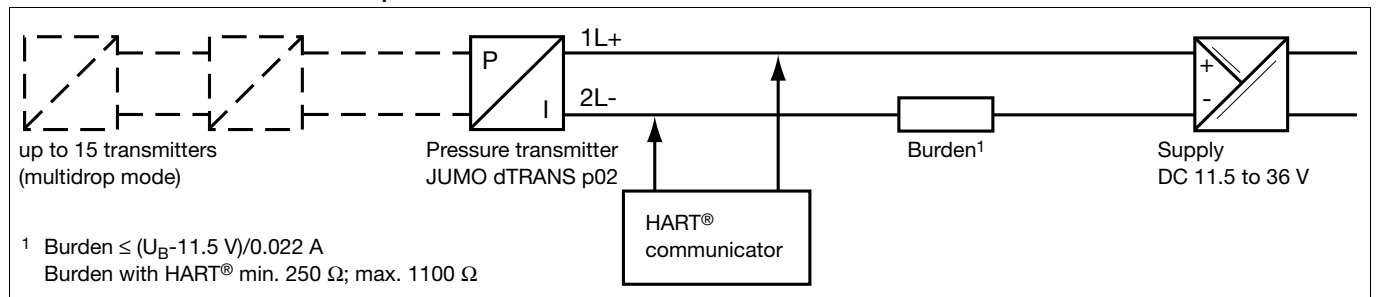 P
I
1L+
2L-
+
-
up to 15 transmitters
(multidrop mode)
Pressure transmitter
JUMO dTRANS p02
Burden¹
Supply
DC 11.5 to 36 V
HART®
communicator
¹ Burden ≤ (U_B-11.5 V)/0.022 A
Burden with HART® min. 250 Ω; max. 1100 Ω